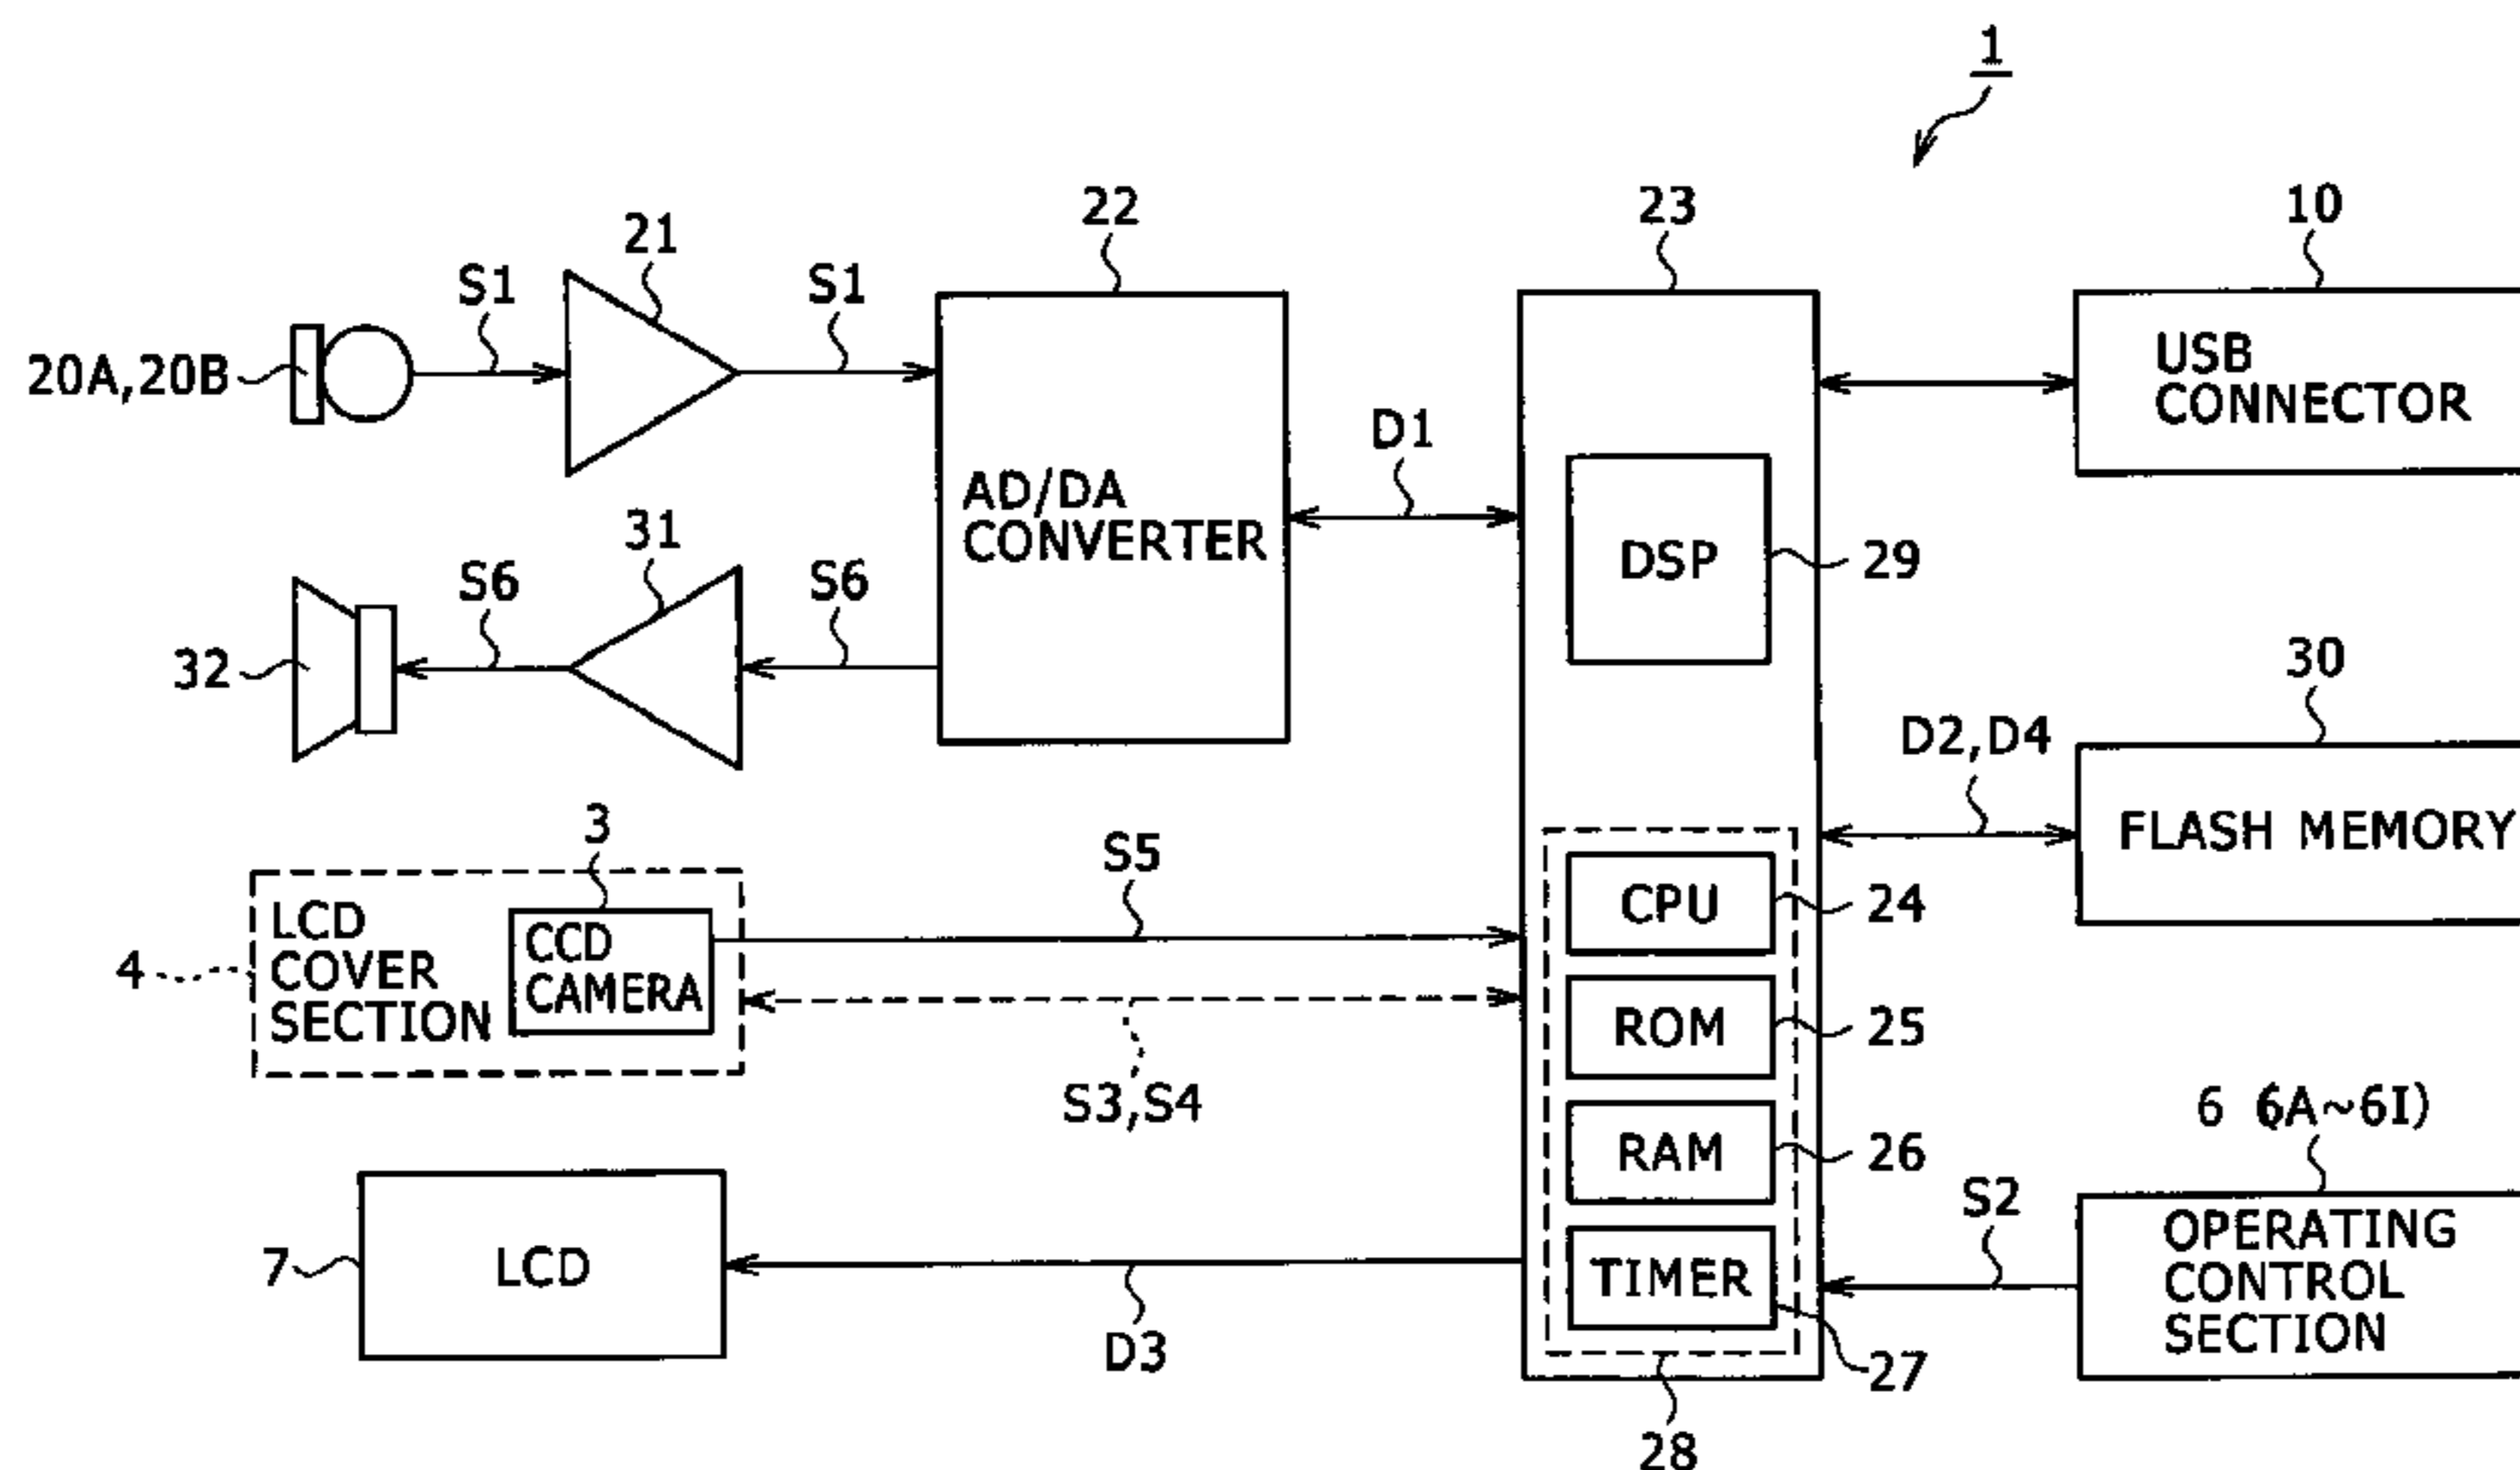 1
22
23
10
21
S1
S1
20A,20B
USB
CONNECTOR
D1
AD/DA
CONVERTER
DSP
29
31
S6
S6
32
30
D2,D4
FLASH MEMORY
3
S5
CPU
24
LCD
COVER
SECTION
CCD
CAMERA
4
ROM
25
S3,S4
RAM
26
6 (6A~6I)
S2
OPERATING
CONTROL
SECTION
7
LCD
TIMER
D3
27
28